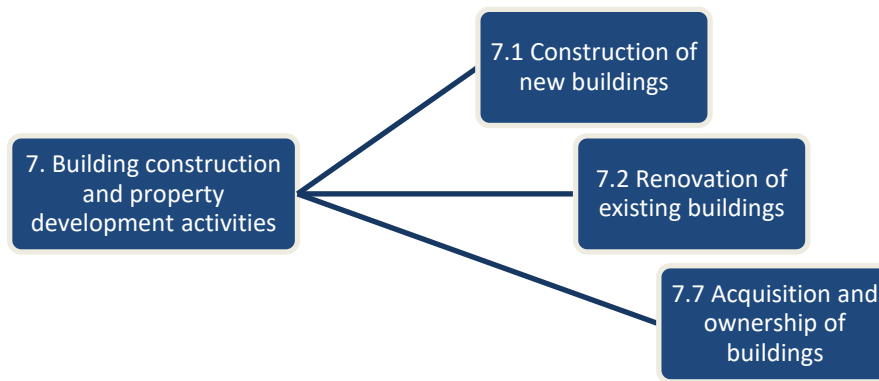 7.1 Construction of
new buildings
7. Building construction
and property
development activities
7.2 Renovation of
existing buildings
7.7 Acquisition and
ownership of
buildings